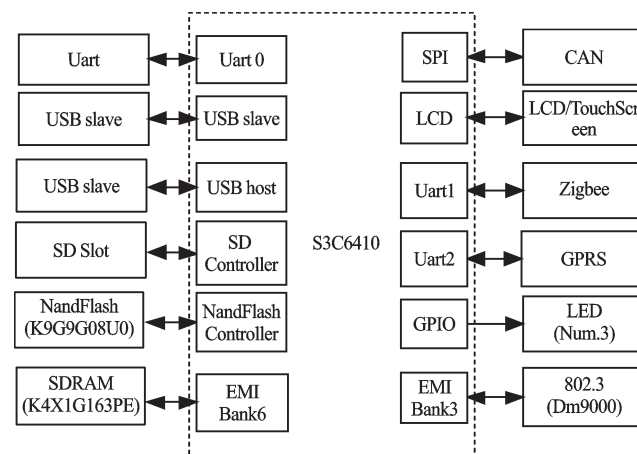 Uart
Uart 0
SPI
CAN
USB slave
USB slave
LCD
LCD/TouchScr
een
USB slave
USB host
Uart1
Zigbee
S3C6410
SD Slot
SD
Controller
Uart2
GPRS
NandFlash
(K9G9G08U0)
NandFlash
Controller
GPIO
LED
(Num.3)
SDRAM
(K4X1G163PE)
EMI
Bank6
EMI
Bank3
802.3
(Dm9000)